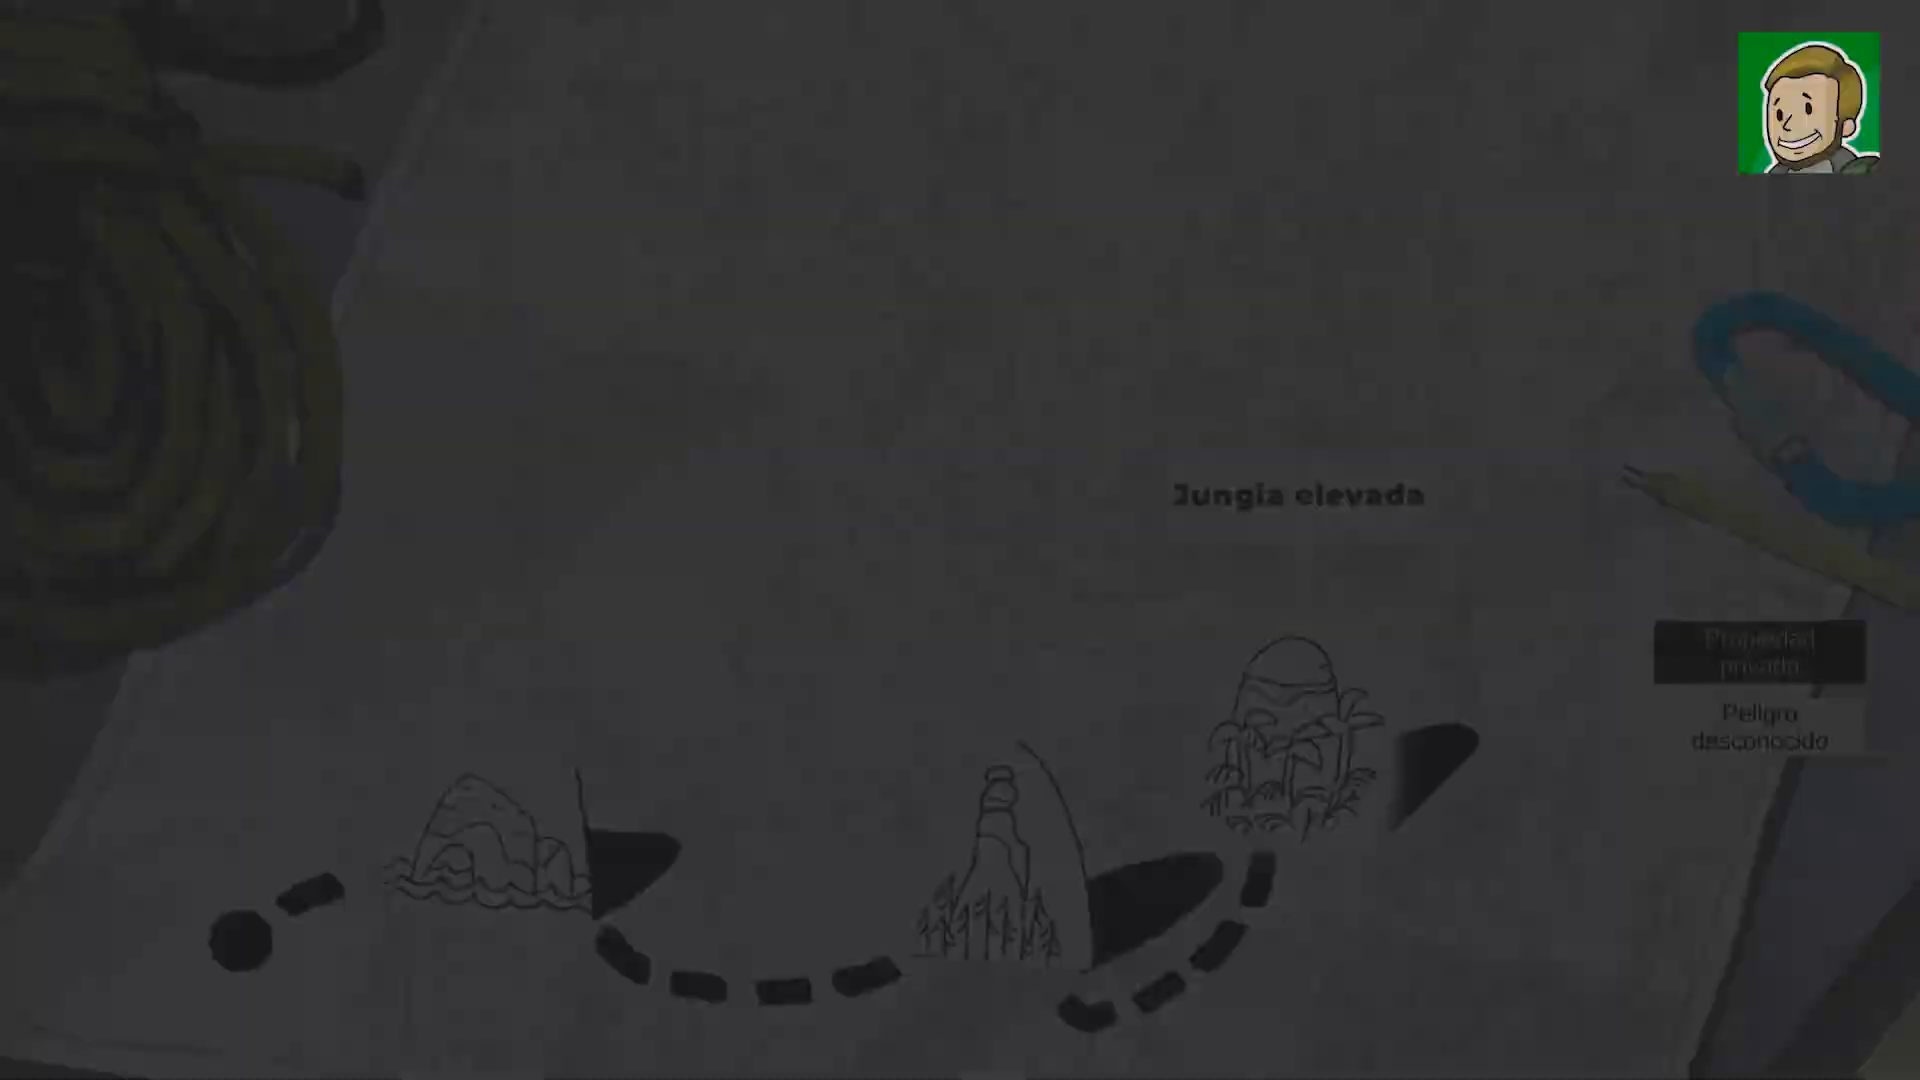 Jungla elevada
Propiedad
privada
Peligro
desconocido